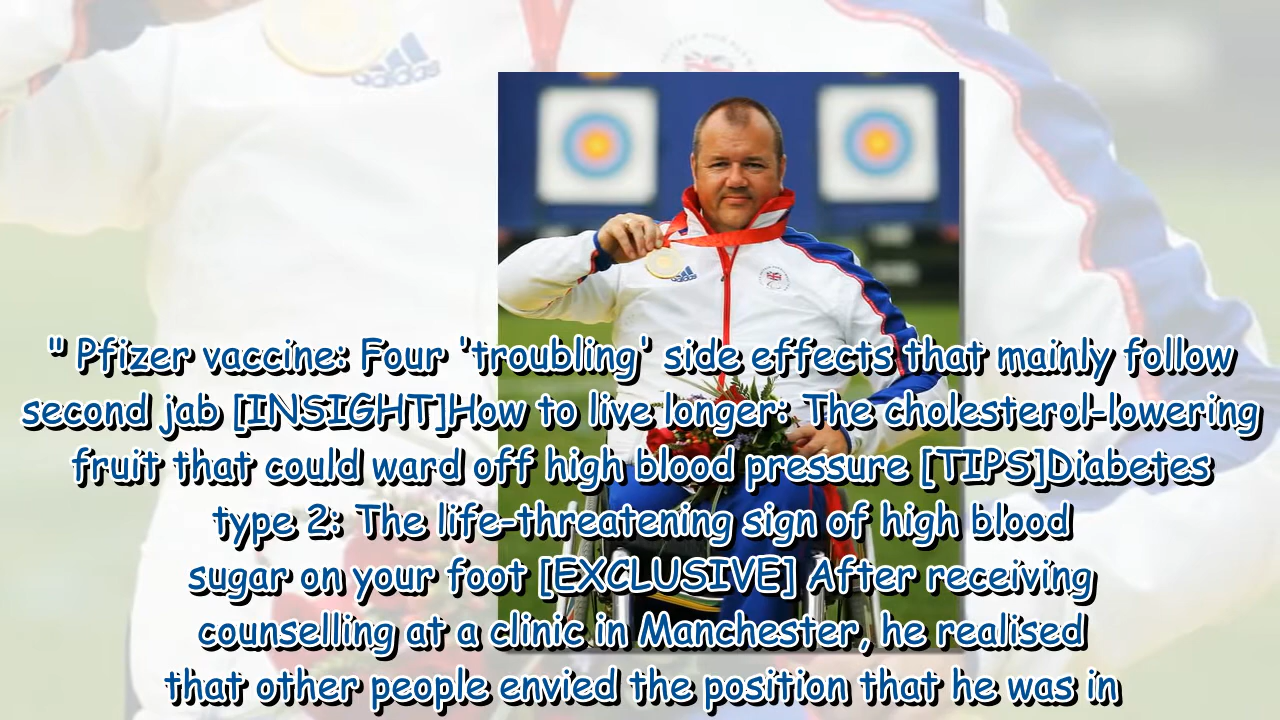 " Pfizer vaccine: Four 'troubling' side effects that mainly follow
second jab [INSIGHT]How to live longer: The cholesterol-lowering
fruit that could ward off high blood pressure [TIPS]Diabetes
type 2: The life-threatening sign of high blood
sugar on your foot [EXCLUSIVE] After receiving
counselling at a clinic in Manchester, he realised
that other people envied the position that he was in